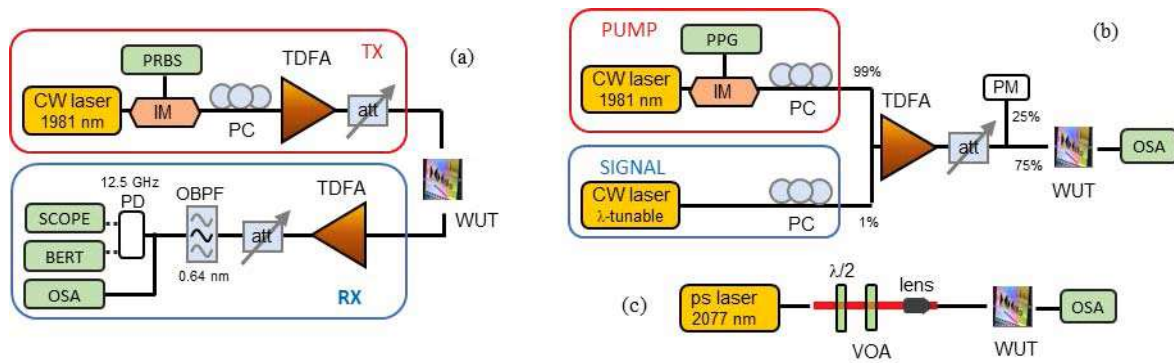 (a)
TX
PRBS
TDFA
CW laser
1981 nm
IM
PC
att
WUT
12.5 GHz
PD
OBPF
TDFA
SCOPE
BERT
OSA
att
0.64 nm
RX
(b)
PUMP
PPG
CW laser
1981 nm
IM
PC
99%
TDFA
PM
25%
att
75%
WUT
OSA
SIGNAL
CW laser
λ-tunable
PC
1%
(c)
ps laser
2077 nm
λ/2
lens
VOA
WUT
OSA